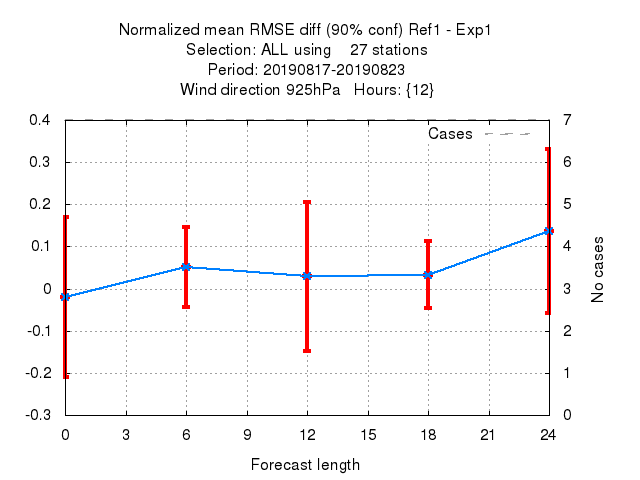 Normalized mean RMSE diff (90% conf) Ref1 - Exp1
Selection: ALL using    27 stations
Period: 20190817-20190823
Wind direction 925hPa   Hours: {12}
Cases
0.4
0.3
0.2
0.1
0
-0.1
-0.2
-0.3
7
6
5
4
3
2
1
0
No cases
0 3 6 9 12 15 18 21 24
Forecast length